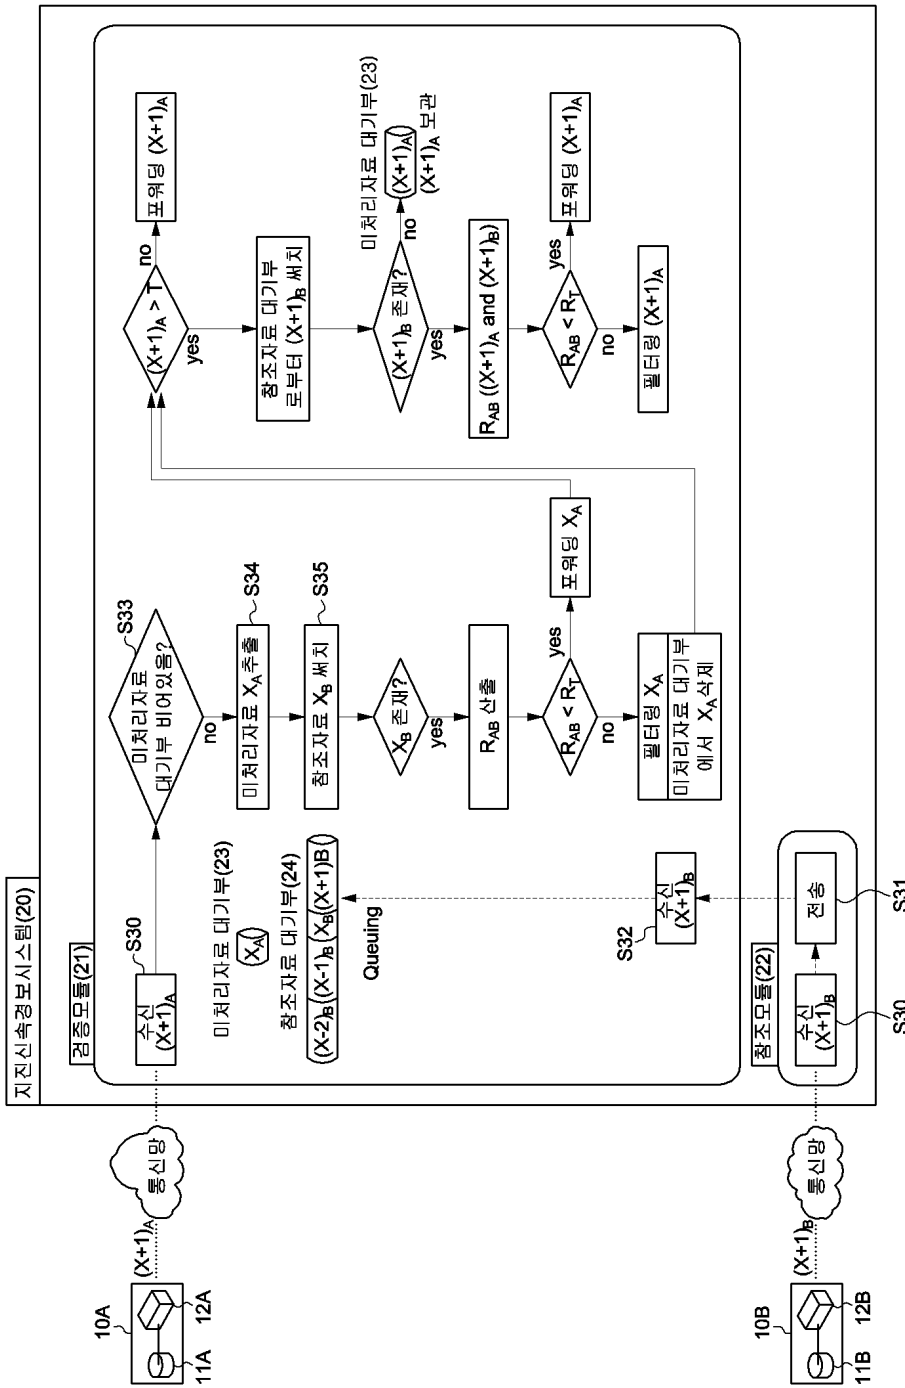 지진신속경보시스템(20)
검증모듈(21)
10A
11A
12A
(X+1)A
통신망
수신
(X+1)A
S30
미처리자료
대기부 비어있음?
S33
no
미처리자료 XA 추출
S34
참조자료 XB 써치
S35
XB 존재?
yes
RAB 산출
RAB < RT
yes
포워딩 XA
no
필터링 XA
미처리자료 대기부
에서 XA 삭제
미처리자료 대기부(23)
XA
참조자료 대기부(24)
(X-2)B
(X-1)B
XB
(X+1)B
Queuing
수신
(X+1)B
S32
(X+1)A > T
no
포워딩 (X+1)A
yes
참조자료 대기부
로부터 (X+1)B 써치
(X+1)B 존재?
no
미처리자료 대기부(23)
(X+1)A
(X+1)A 보관
yes
RAB ((X+1)A and (X+1)B)
RAB < RT
yes
포워딩 (X+1)A
no
필터링 (X+1)A
참조모듈(22)
10B
11B
12B
(X+1)B
통신망
수신
(X+1)B
S30
전송
S31